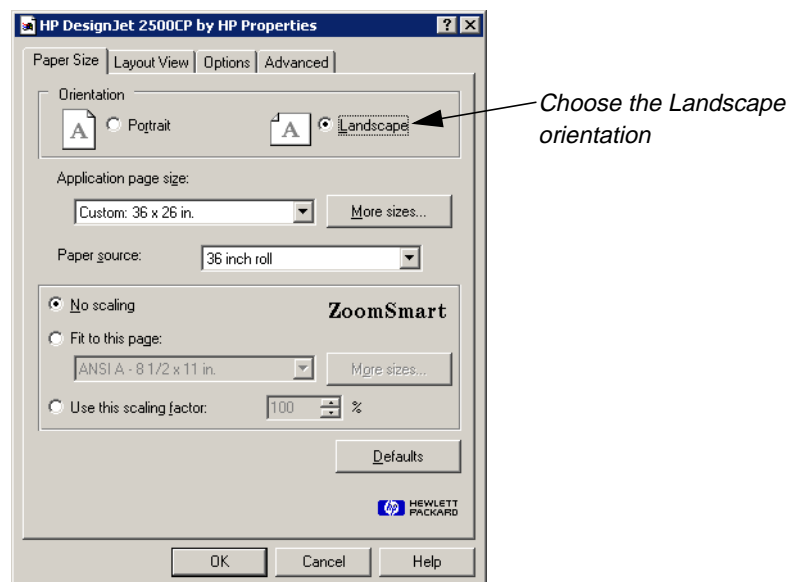 HP DesignJet 2500CP by HP Properties
Paper Size Layout View Options Advanced
Orientation
A Portrait A Landscape
Choose the Landscape
orientation
Application page size:
Custom: 36 x 26 in. More sizes...
Paper source: 36 inch roll
No scaling ZoomSmart
Fit to this page:
ANSI A - 8 1/2 x 11 in. More sizes...
Use this scaling factor: 100 %
Defaults
hp HEWLETT
PACKARD
OK Cancel Help